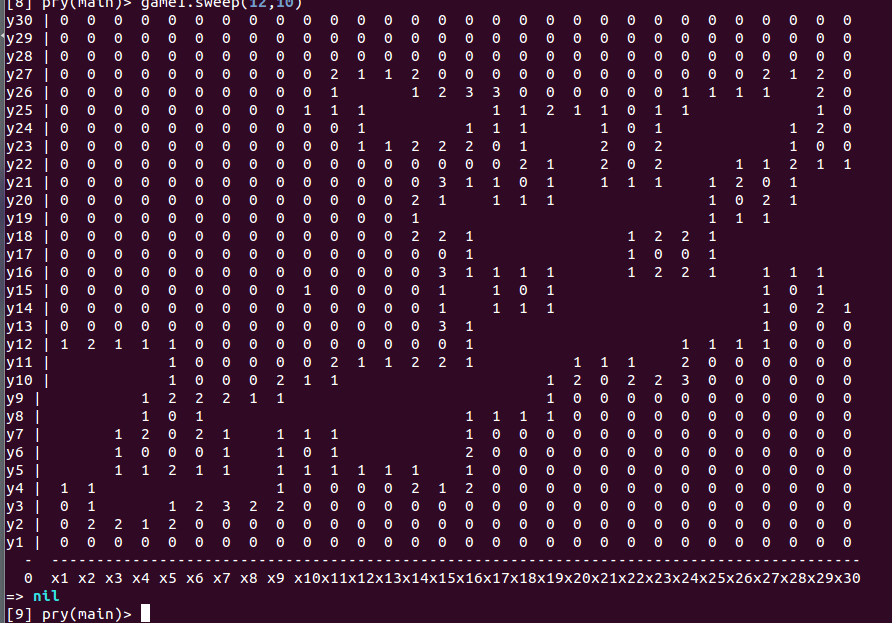 [8] pry(main)> game1.sweep(12,10)
y30 | 0 0 0 0 0 0 0 0 0 0 0 0 0 0 0 0 0 0 0 0 0 0 0 0 0 0 0 0 0 0
y29 | 0 0 0 0 0 0 0 0 0 0 0 0 0 0 0 0 0 0 0 0 0 0 0 0 0 0 0 0 0 0
y28 | 0 0 0 0 0 0 0 0 0 0 0 0 0 0 0 0 0 0 0 0 0 0 0 0 0 0 0 0 0 0
y27 | 0 0 0 0 0 0 0 0 0 0 2 1 1 2 0 0 0 0 0 0 0 0 0 0 0 0 2 1 2 0
y26 | 0 0 0 0 0 0 0 0 0 0 1 1 2 3 3 0 0 0 0 0 0 1 1 1 1 2 0
y25 | 0 0 0 0 0 0 0 0 0 1 1 1 1 1 2 1 1 0 1 1 1 0
y24 | 0 0 0 0 0 0 0 0 0 0 0 1 1 1 1 1 0 1 1 2 0
y23 | 0 0 0 0 0 0 0 0 0 0 0 1 1 2 2 2 0 1 2 0 2 1 0 0
y22 | 0 0 0 0 0 0 0 0 0 0 0 0 0 0 0 0 0 2 1 2 0 2 1 1 2 1 1
y21 | 0 0 0 0 0 0 0 0 0 0 0 0 0 0 3 1 1 0 1 1 1 1 1 2 0 1
y20 | 0 0 0 0 0 0 0 0 0 0 0 0 0 2 1 1 1 1 1 0 2 1
y19 | 0 0 0 0 0 0 0 0 0 0 0 0 0 1 1 1 1
y18 | 0 0 0 0 0 0 0 0 0 0 0 0 0 2 2 1 1 2 2 1
y17 | 0 0 0 0 0 0 0 0 0 0 0 0 0 0 0 1 1 0 0 1
y16 | 0 0 0 0 0 0 0 0 0 0 0 0 0 0 3 1 1 1 1 1 2 2 1 1 1 1
y15 | 0 0 0 0 0 0 0 0 0 1 0 0 0 0 1 1 0 1 1 0 1
y14 | 0 0 0 0 0 0 0 0 0 0 0 0 0 0 1 1 1 1 1 0 2 1
y13 | 0 0 0 0 0 0 0 0 0 0 0 0 0 0 3 1 1 0 0 0
y12 | 1 2 1 1 1 0 0 0 0 0 0 0 0 0 0 1 1 1 1 1 0 0 0
y11 | 1 0 0 0 0 0 2 1 1 2 2 1 1 1 1 2 0 0 0 0 0 0
y10 | 1 0 0 0 2 1 1 1 2 0 2 2 3 0 0 0 0 0 0
y9 | 1 2 2 2 1 1 1 0 0 0 0 0 0 0 0 0 0 0
y8 | 1 0 1 1 1 1 1 0 0 0 0 0 0 0 0 0 0 0
y7 | 1 2 0 2 1 1 1 1 1 0 0 0 0 0 0 0 0 0 0 0 0 0 0
y6 | 1 0 0 0 1 1 0 1 2 0 0 0 0 0 0 0 0 0 0 0 0 0 0
y5 | 1 1 2 1 1 1 1 1 1 1 1 1 0 0 0 0 0 0 0 0 0 0 0 0 0 0
y4 | 1 1 1 0 0 0 0 2 1 2 0 0 0 0 0 0 0 0 0 0 0 0 0 0
y3 | 0 1 1 2 3 2 2 0 0 0 0 0 0 0 0 0 0 0 0 0 0 0 0 0 0 0 0 0
y2 | 0 2 2 1 2 0 0 0 0 0 0 0 0 0 0 0 0 0 0 0 0 0 0 0 0 0 0 0 0 0
y1 | 0 0 0 0 0 0 0 0 0 0 0 0 0 0 0 0 0 0 0 0 0 0 0 0 0 0 0 0 0 0
- ------------------------------------------------------------------------------------------
0 x1 x2 x3 x4 x5 x6 x7 x8 x9 x10x11x12x13x14x15x16x17x18x19x20x21x22x23x24x25x26x27x28x29x30
=> nil
[9] pry(main)>